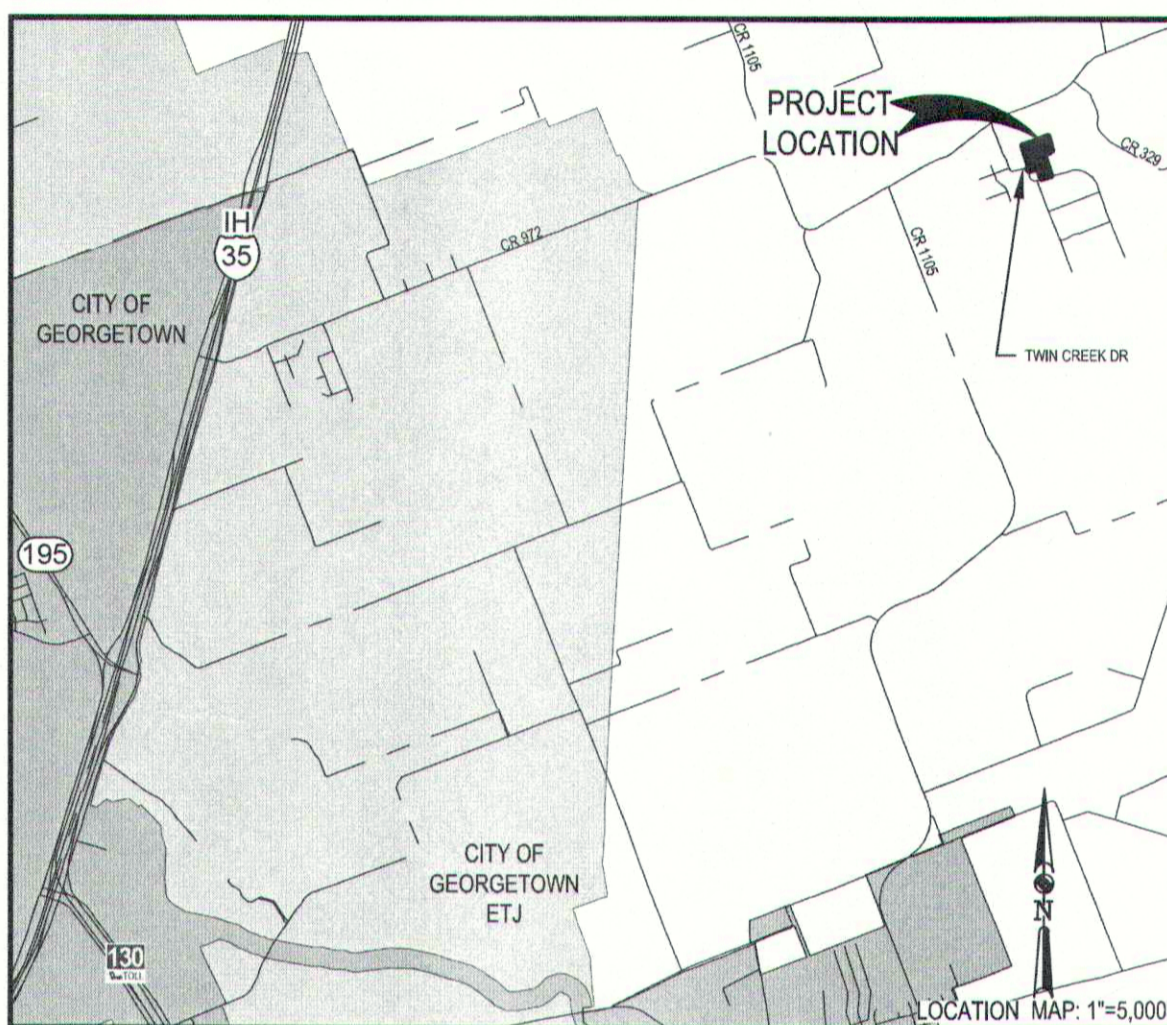 CR 1105
PROJECT
LOCATION
CR 329
IH
35
CR 972
CR 1105
CITY OF
GEORGETOWN
TWIN CREEK DR
195
CITY OF
GEORGETOWN
ETJ
N
130
TOLL
LOCATION MAP: 1"=5,000